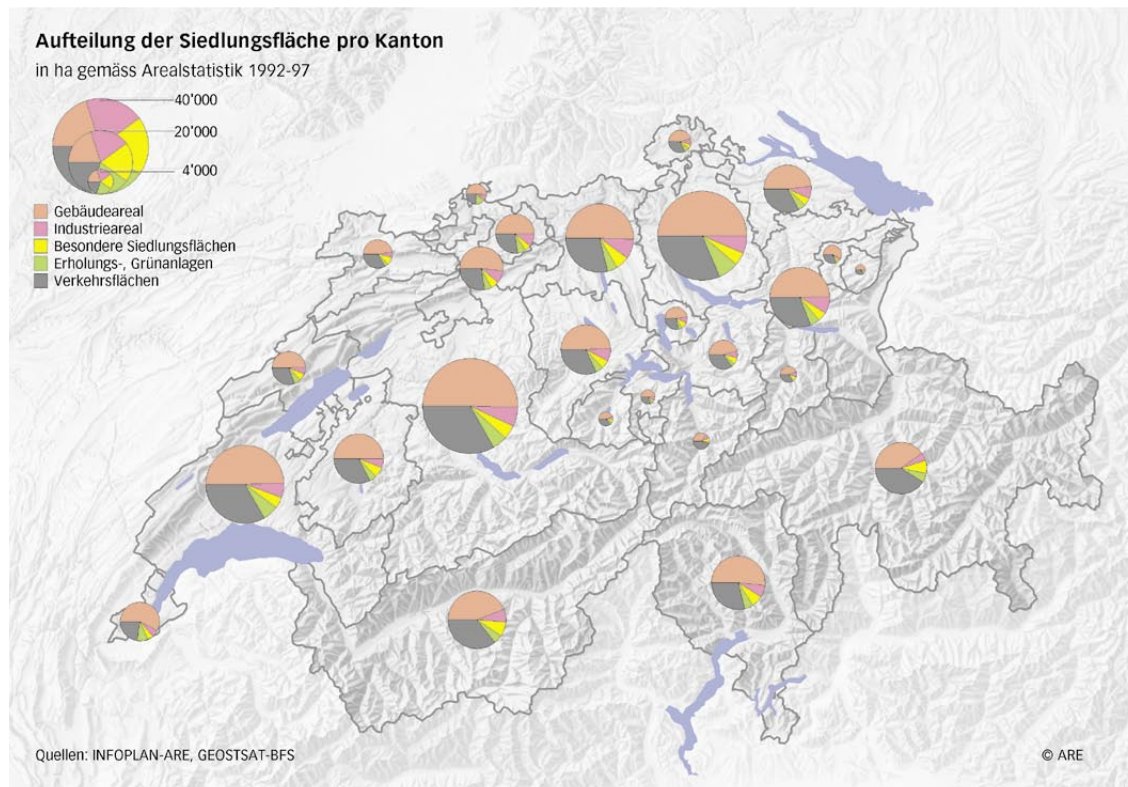 Aufteilung der Siedlungsfläche pro Kanton
in ha gemäss Arealstatistik 1992-97
40'000
20'000
4'000
Gebäudeareal
Industrieareal
Besondere Siedlungsflächen
Erholungs-, Grünanlagen
Verkehrsflächen
Quellen: INFOPLAN-ARE, GEOSTSAT-BFS
© ARE